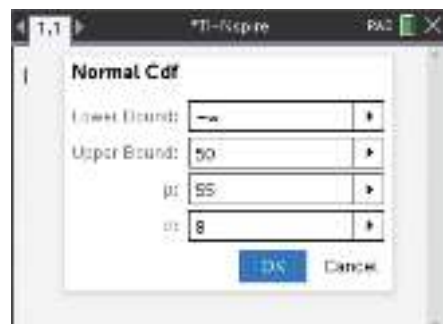 1.1 *TI-Nspire RAD
Normal Cdf
Lower Bound: -∞
Upper Bound: 50
μ: 55
σ: 8
OK Cancel